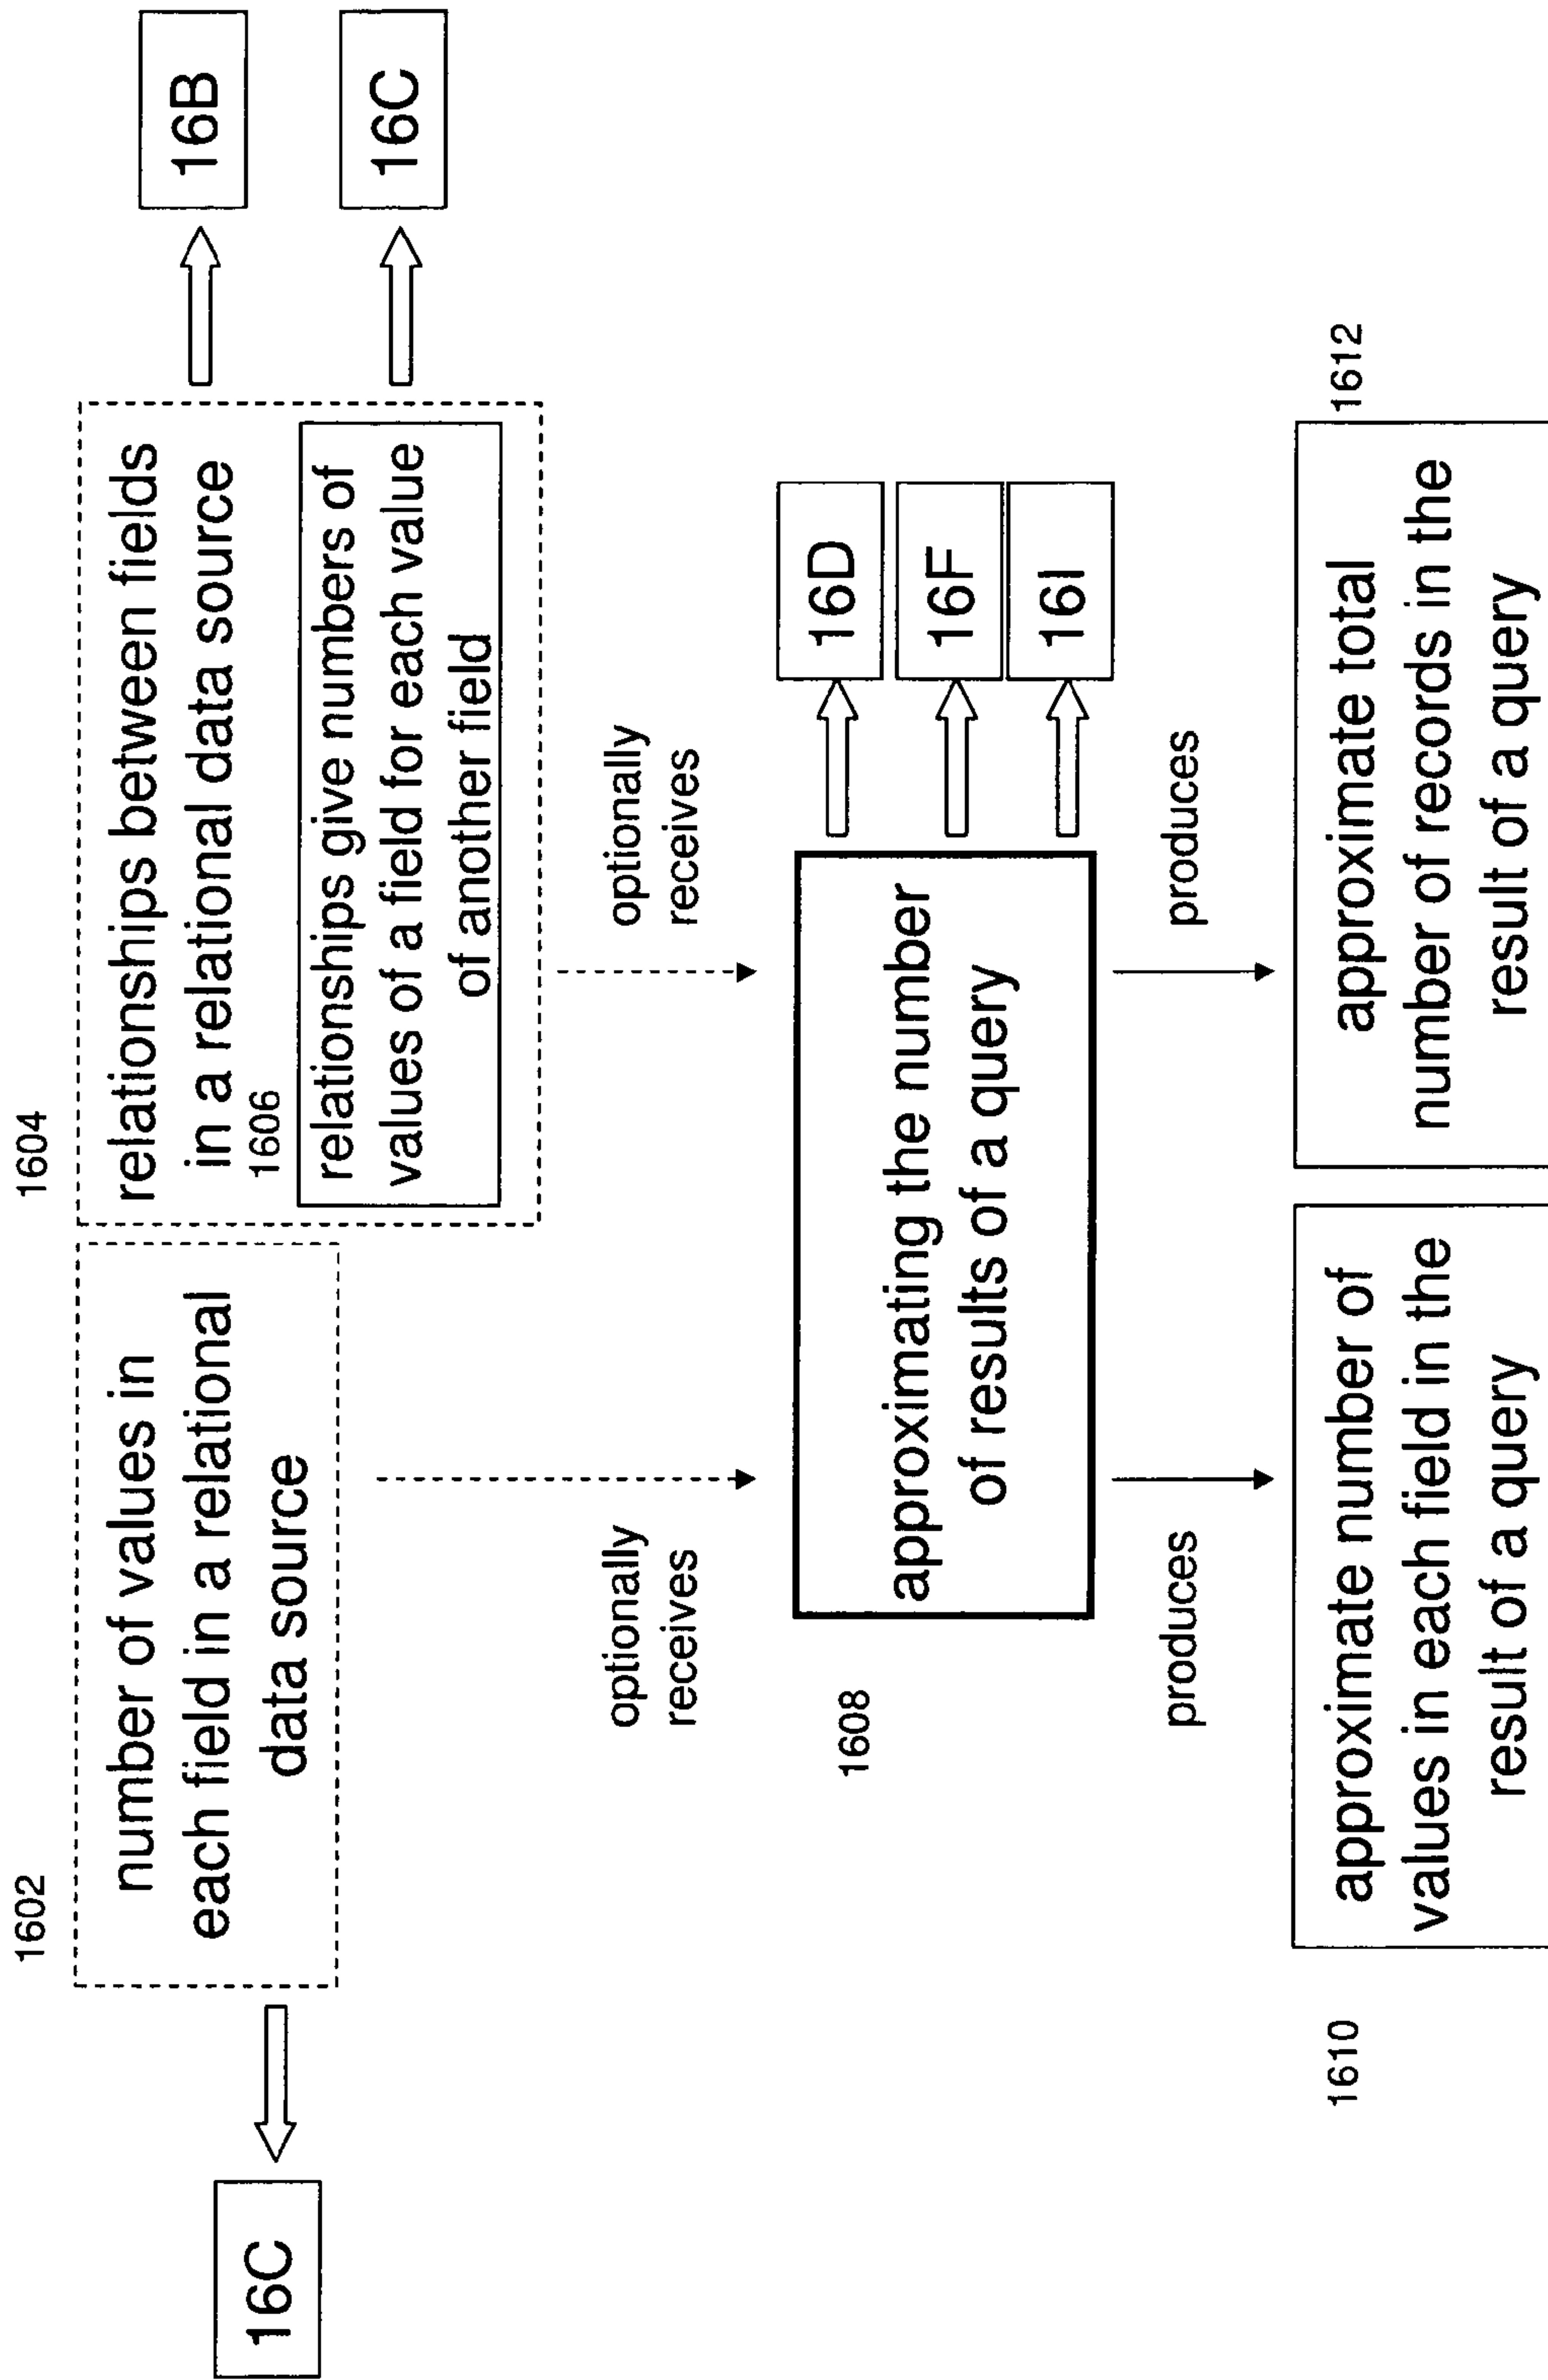 1602
1604
16C
number of values in
each field in a relational
data source
relationships between fields
in a relational data source
1606
relationships give numbers of
values of a field for each value
of another field
16B
16C
optionally
receives
optionally
receives
1608
approximating the number
of results of a query
16D
16F
16I
produces
produces
1610
approximate number of
values in each field in the
result of a query
approximate total
number of records in the
result of a query
1612